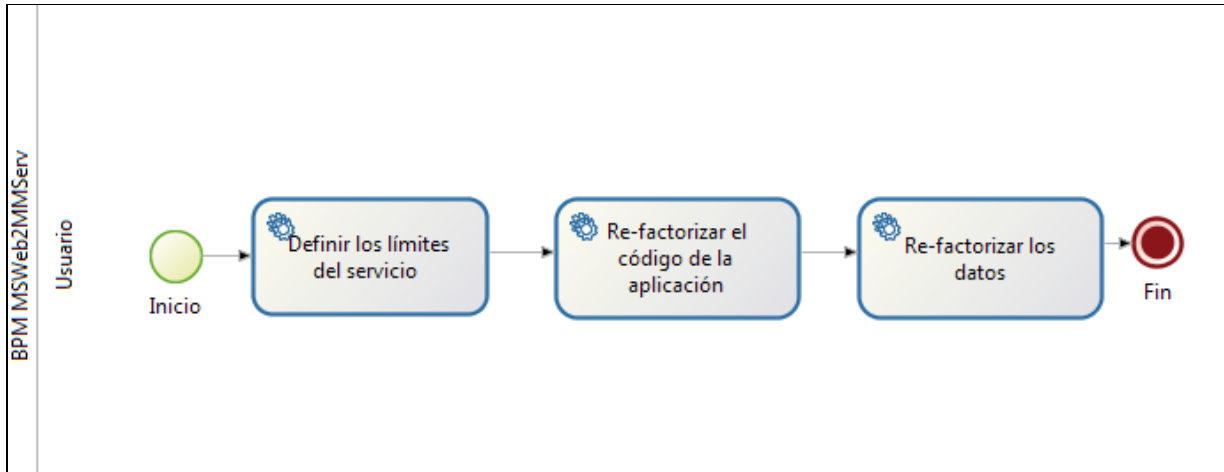 BPM MSWeb2MMServ
Usuario
Inicio
Definir los límites
del servicio
Re-factorizar el
código de la
aplicación
Re-factorizar los
datos
Fin